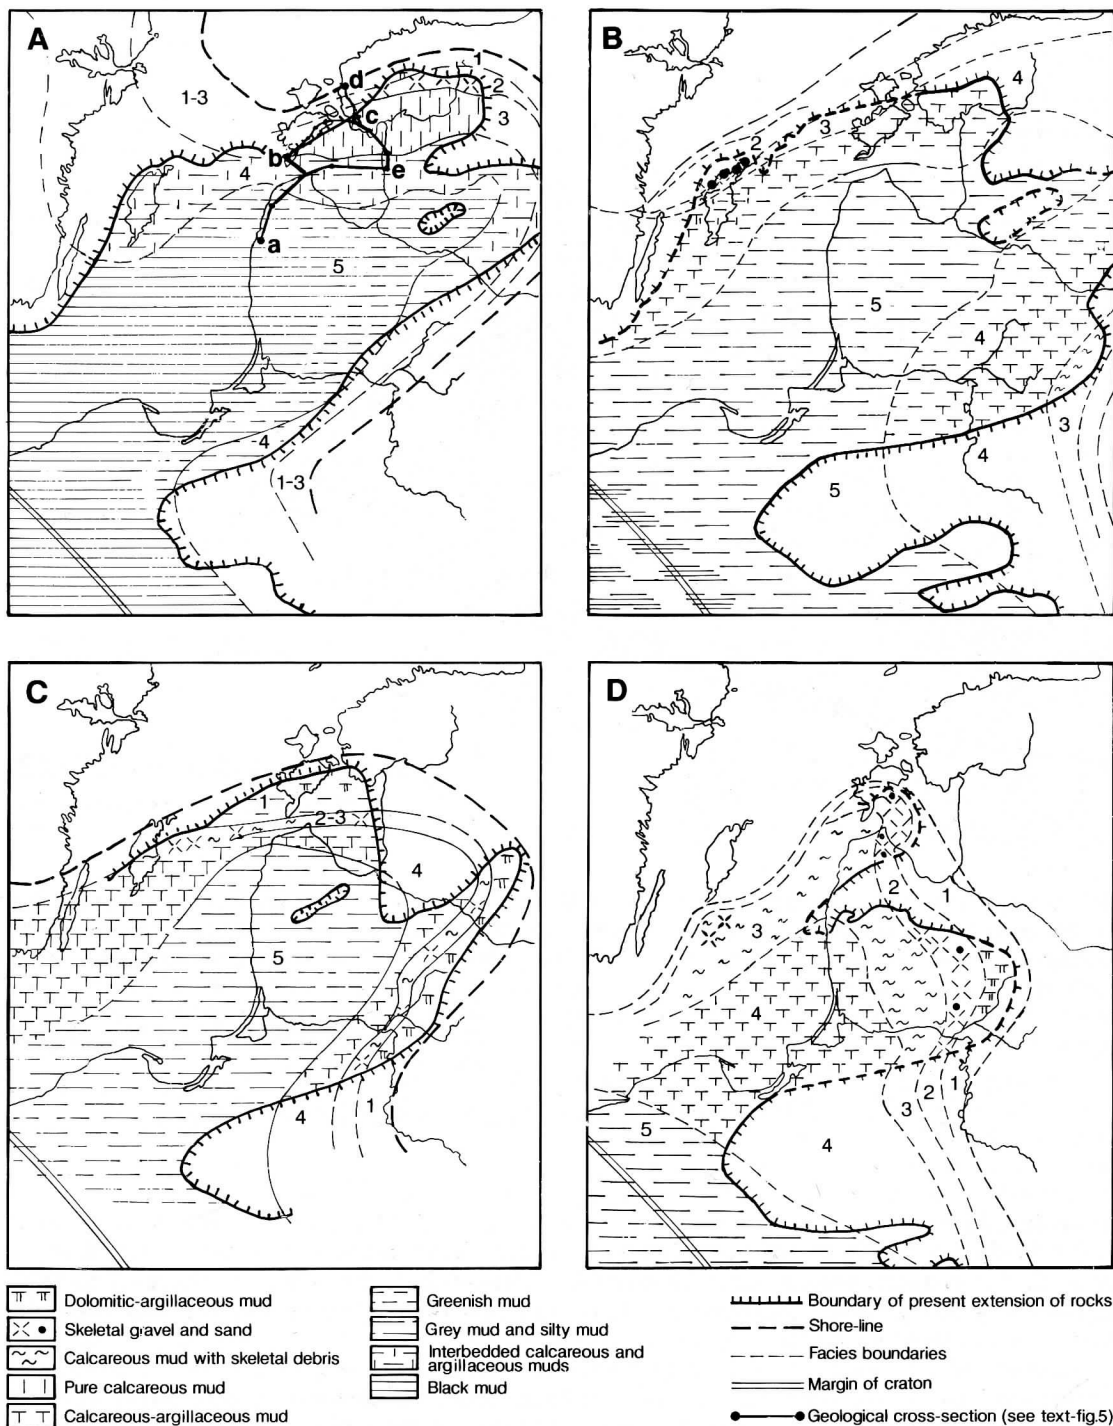 A
1
d
2
1-3
c
3
b
4
e
a
5
4
1-3
B
4
3
2
5
4
3
4
5
C
1
2-3
4
5
4
1
D
2
1
3
4
1
2
3
5
4
Dolomitic-argillaceous mud
Skeletal gravel and sand
Calcareous mud with skeletal debris
Pure calcareous mud
Calcareous-argillaceous mud
Greenish mud
Grey mud and silty mud
Interbedded calcareous and
argillaceous muds
Black mud
Boundary of present extension of rocks
Shore-line
Facies boundaries
Margin of craton
Geological cross-section (see text-fig.5)